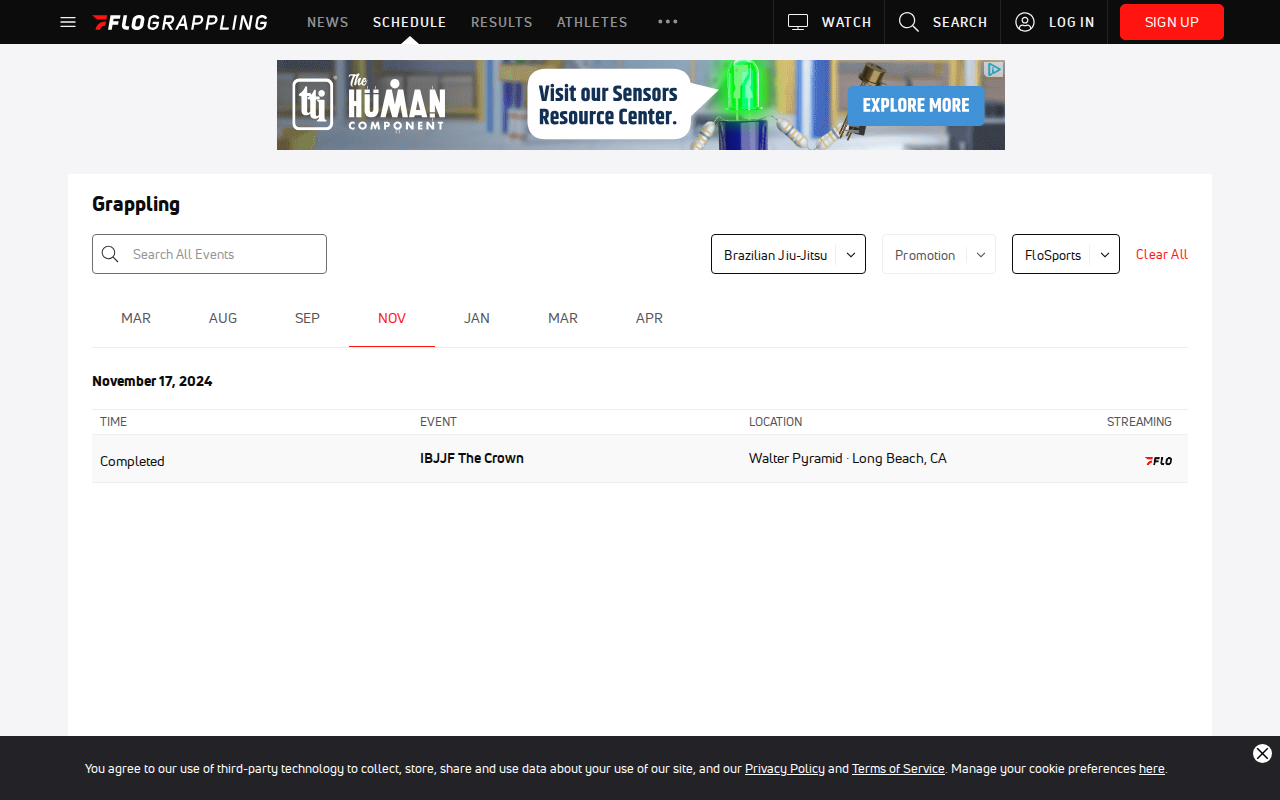 FLOGRAPPLING NEWS SCHEDULE RESULTS ATHLETES WATCH SEARCH LOG IN SIGN UP
tti The HUMAN COMPONENT
Visit our Sensors
Resource Center.
EXPLORE MORE
Grappling
Search All Events Brazilian Jiu-Jitsu Promotion FloSports Clear All
MAR AUG SEP NOV JAN MAR APR
November 17, 2024
TIME EVENT LOCATION STREAMING
Completed IBJJF The Crown Walter Pyramid · Long Beach, CA FLO
You agree to our use of third-party technology to collect, store, share and use data about your use of our site, and our Privacy Policy and Terms of Service. Manage your cookie preferences here.